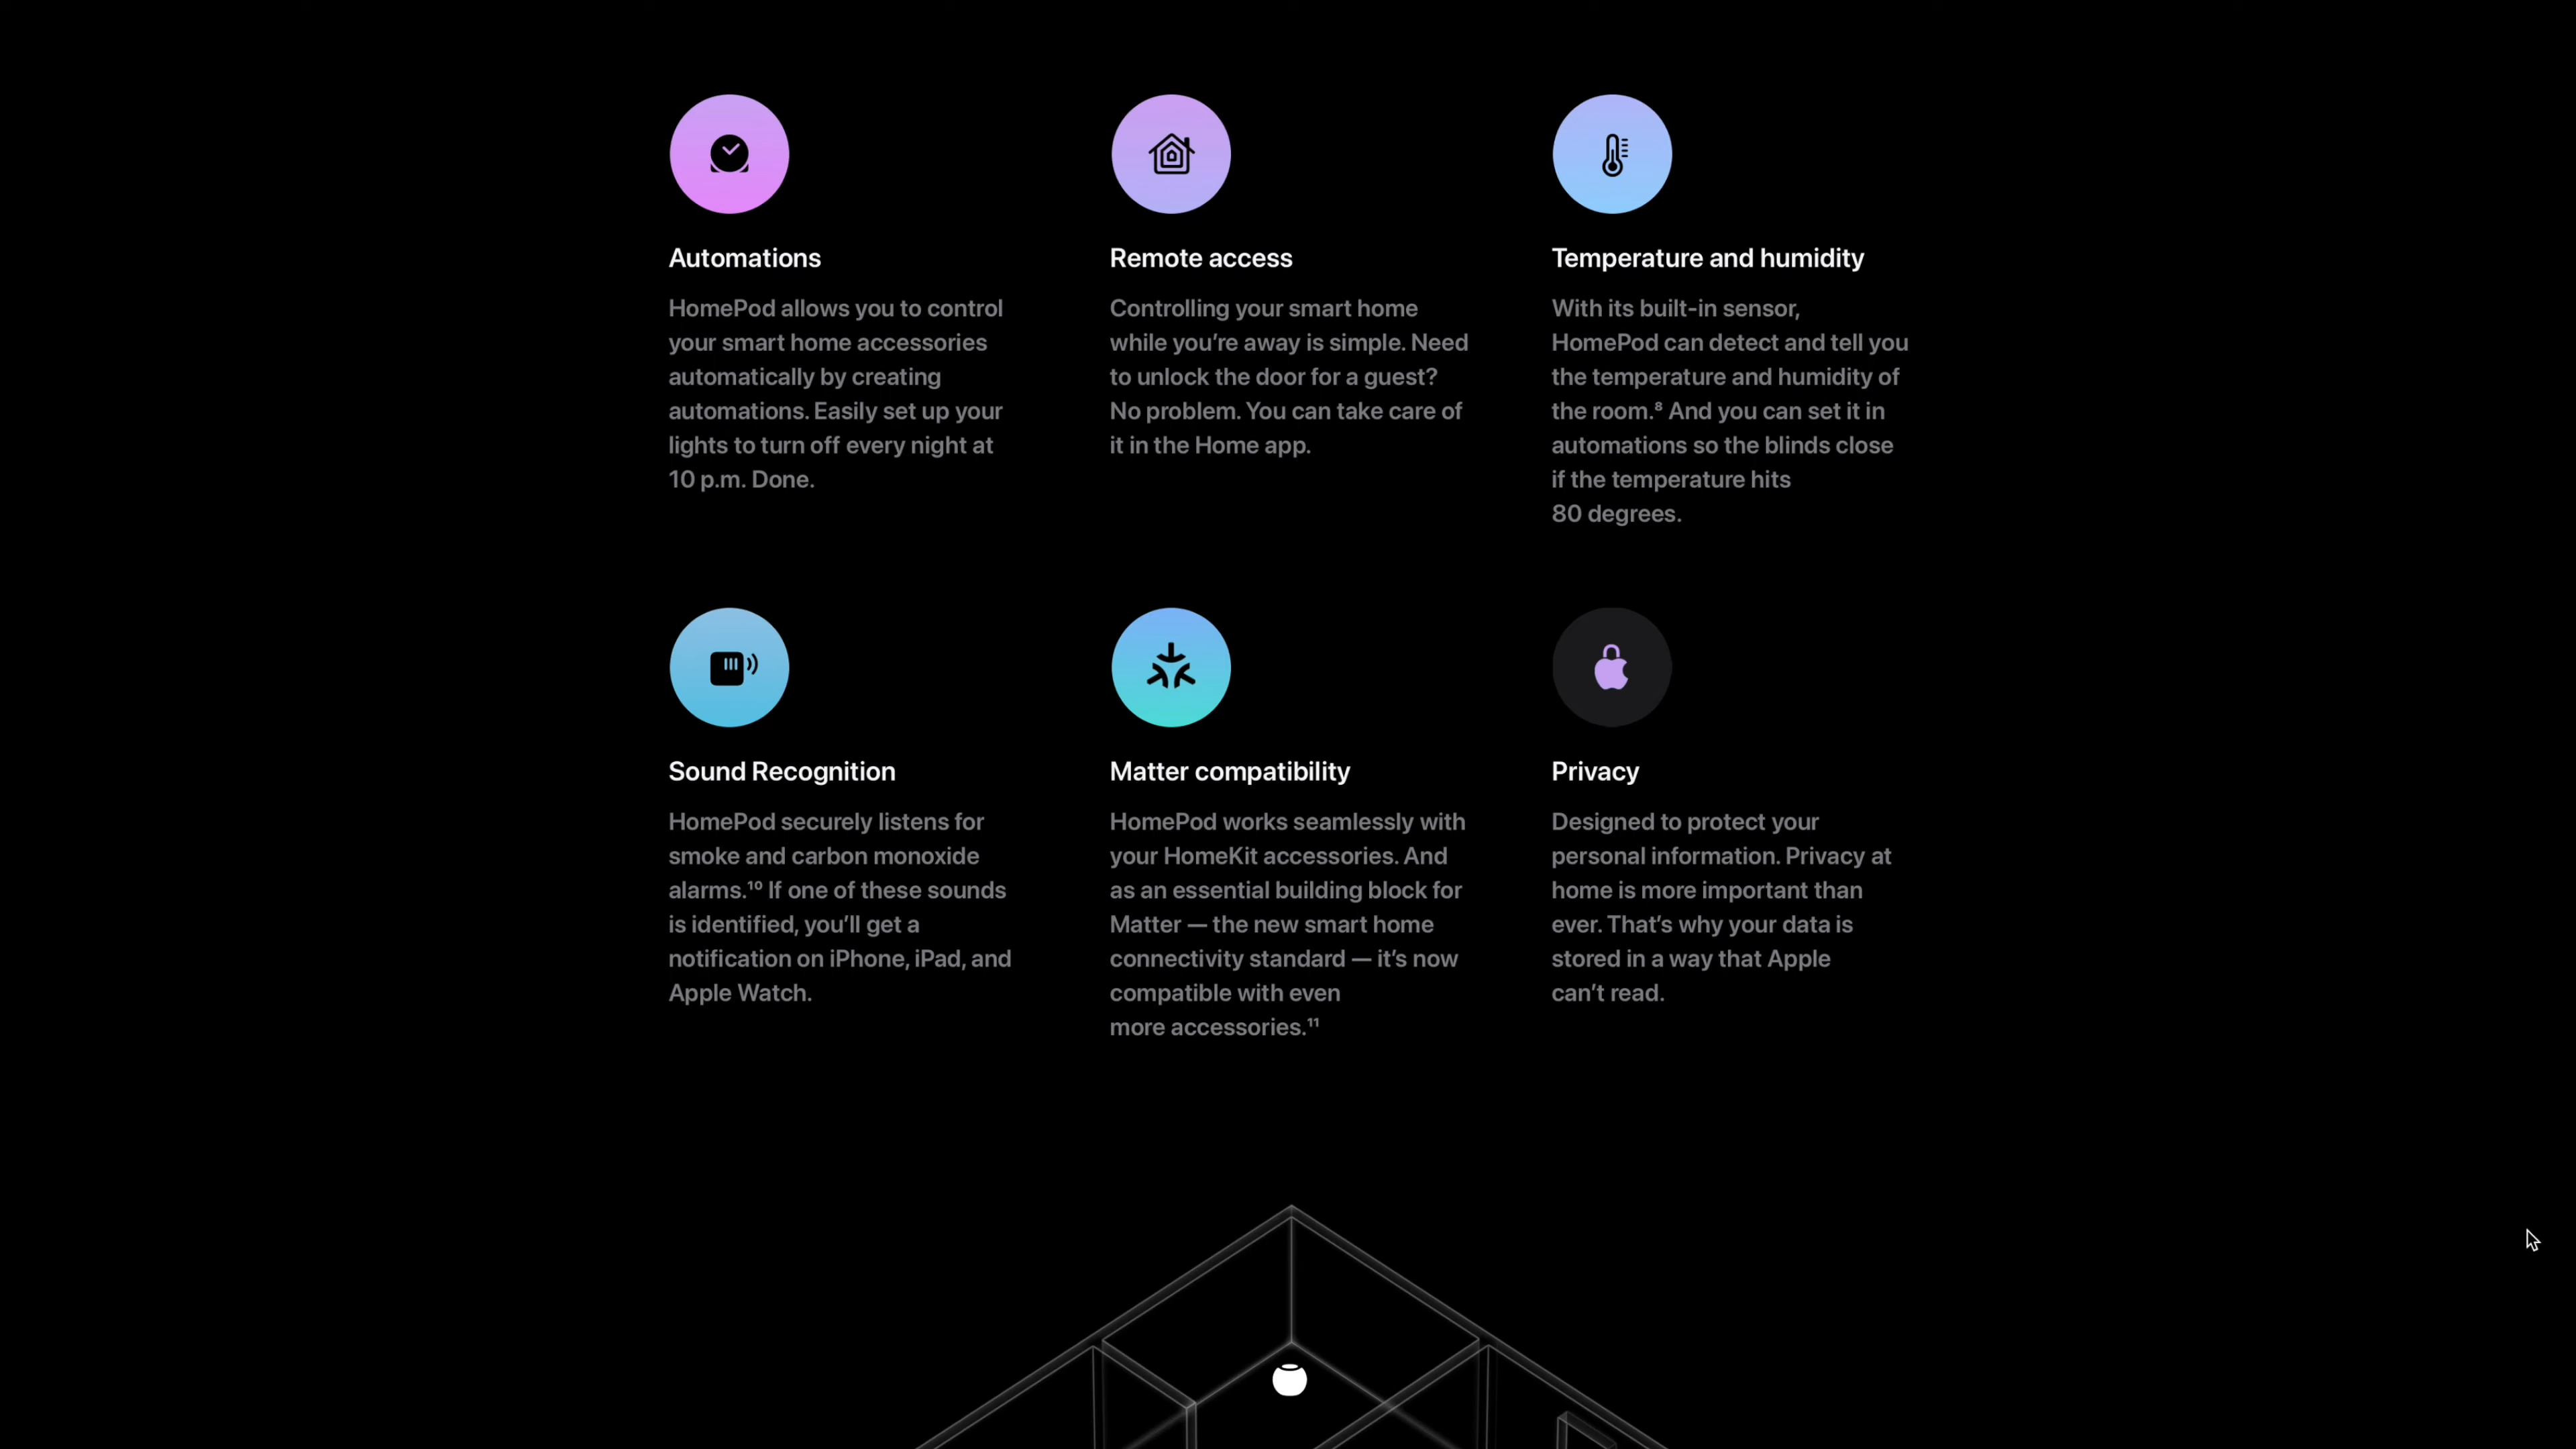 Automations
HomePod allows you to control
your smart home accessories
automatically by creating
automations. Easily set up your
lights to turn off every night at
10 p.m. Done.
Remote access
Controlling your smart home
while you’re away is simple. Need
to unlock the door for a guest?
No problem. You can take care of
it in the Home app.
Temperature and humidity
With its built-in sensor,
HomePod can detect and tell you
the temperature and humidity of
the room.⁸ And you can set it in
automations so the blinds close
if the temperature hits
80 degrees.
Sound Recognition
HomePod securely listens for
smoke and carbon monoxide
alarms.¹⁰ If one of these sounds
is identified, you’ll get a
notification on iPhone, iPad, and
Apple Watch.
Matter compatibility
HomePod works seamlessly with
your HomeKit accessories. And
as an essential building block for
Matter — the new smart home
connectivity standard — it’s now
compatible with even
more accessories.¹¹
Privacy
Designed to protect your
personal information. Privacy at
home is more important than
ever. That’s why your data is
stored in a way that Apple
can’t read.